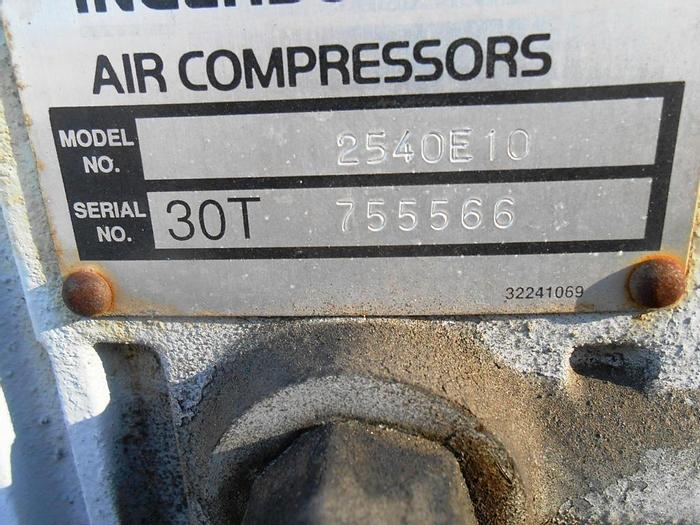 AIR COMPRESSORS
MODEL NO. 2540E10
SERIAL NO. 30T 755566
32241069